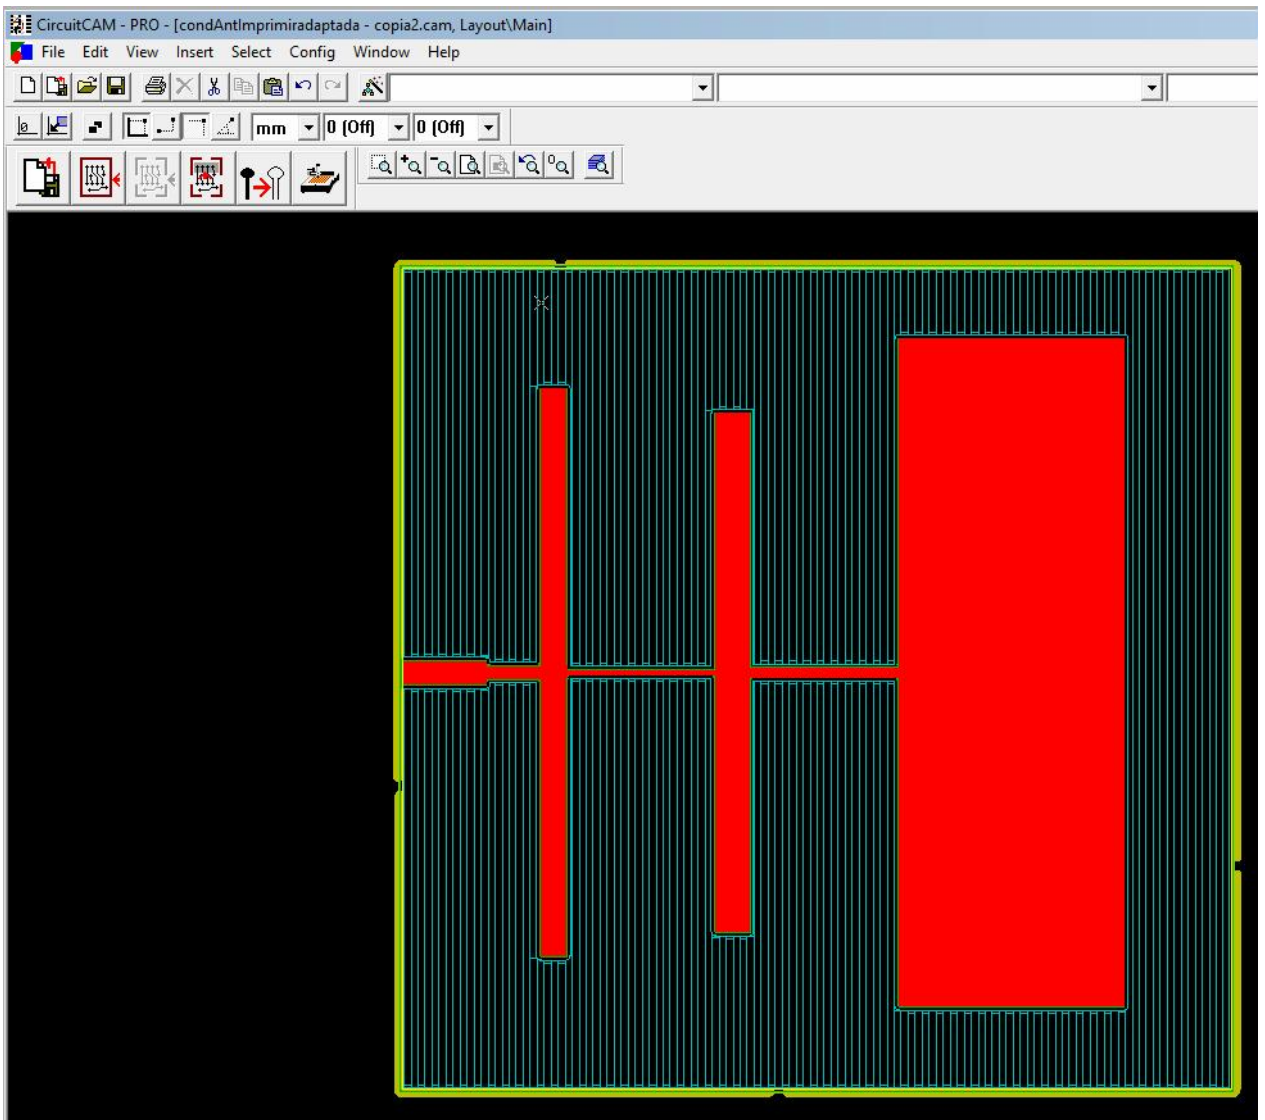 CircuitCAM - PRO - [condAntImprimiradaptada - copia2.cam, Layout\Main]
File Edit View Insert Select Config Window Help
mm 0 (Off) 0 (Off)